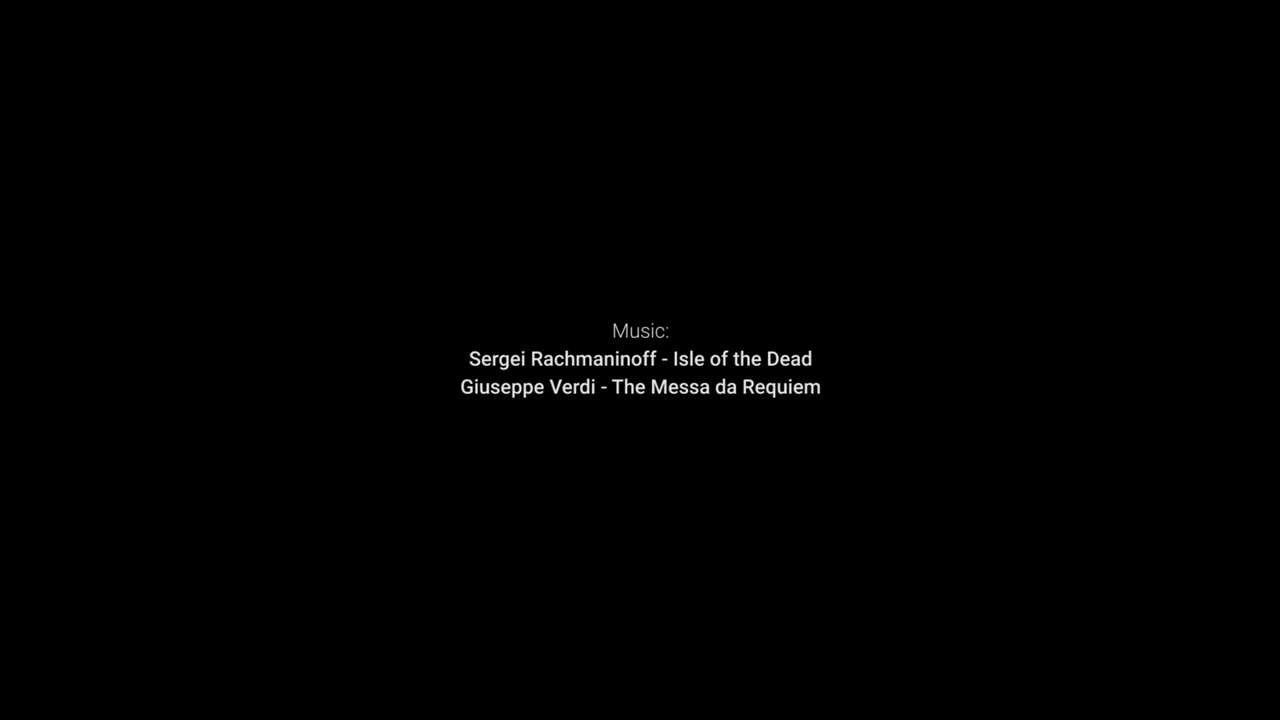 Music:
Sergei Rachmaninoff - Isle of the Dead
Giuseppe Verdi - The Messa da Requiem